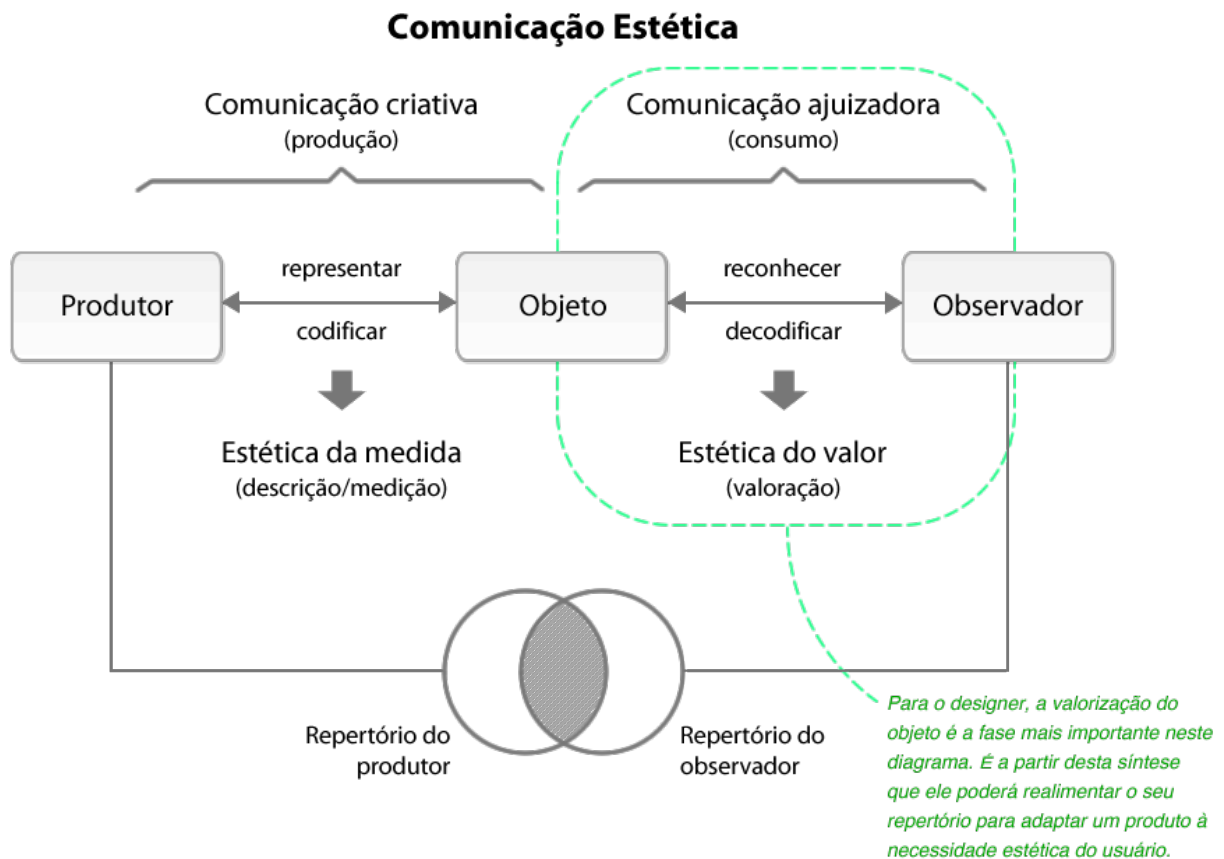 Comunicação Estética
Comunicação criativa
(produção)
Comunicação ajuizadora
(consumo)
Produtor
representar
codificar
Objeto
reconhecer
decodificar
Observador
Estética da medida
(descrição/medição)
Estética do valor
(valoração)
Repertório do
produtor
Repertório do
observador
Para o designer, a valorização do
objeto é a fase mais importante neste
diagrama. É a partir desta síntese
que ele poderá realimentar o seu
repertório para adaptar um produto à
necessidade estética do usuário.